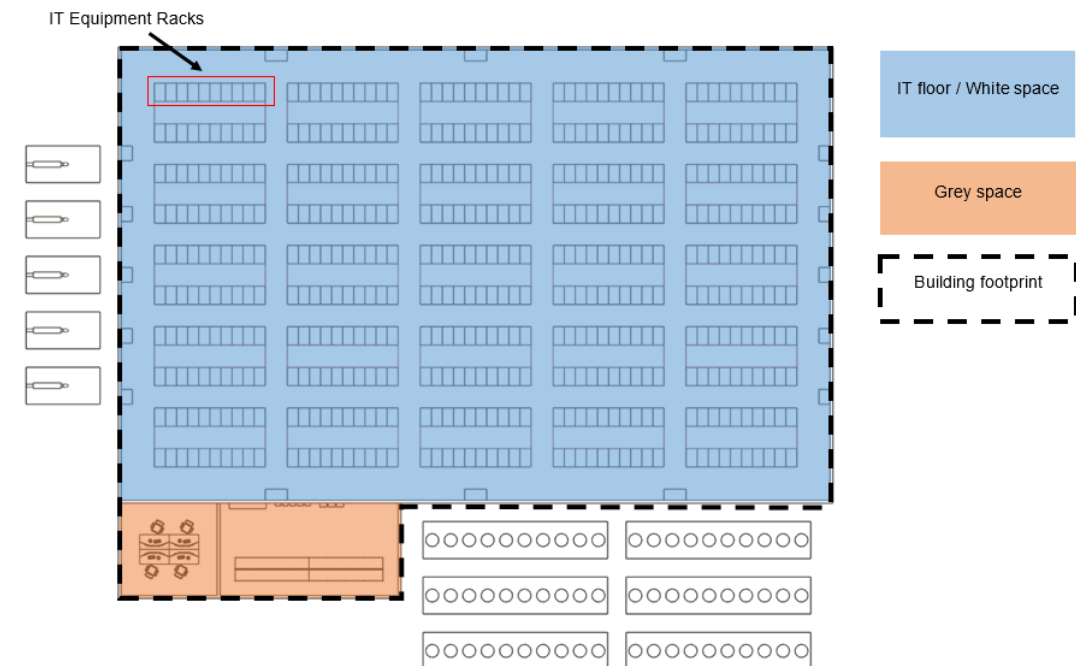 IT Equipment Racks
IT floor / White space
Grey space
Building footprint